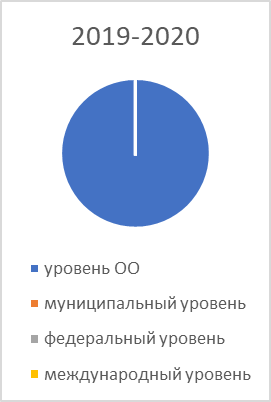 2019-2020
уровень ОО
муниципальный уровень
федеральный уровень
международный уровень